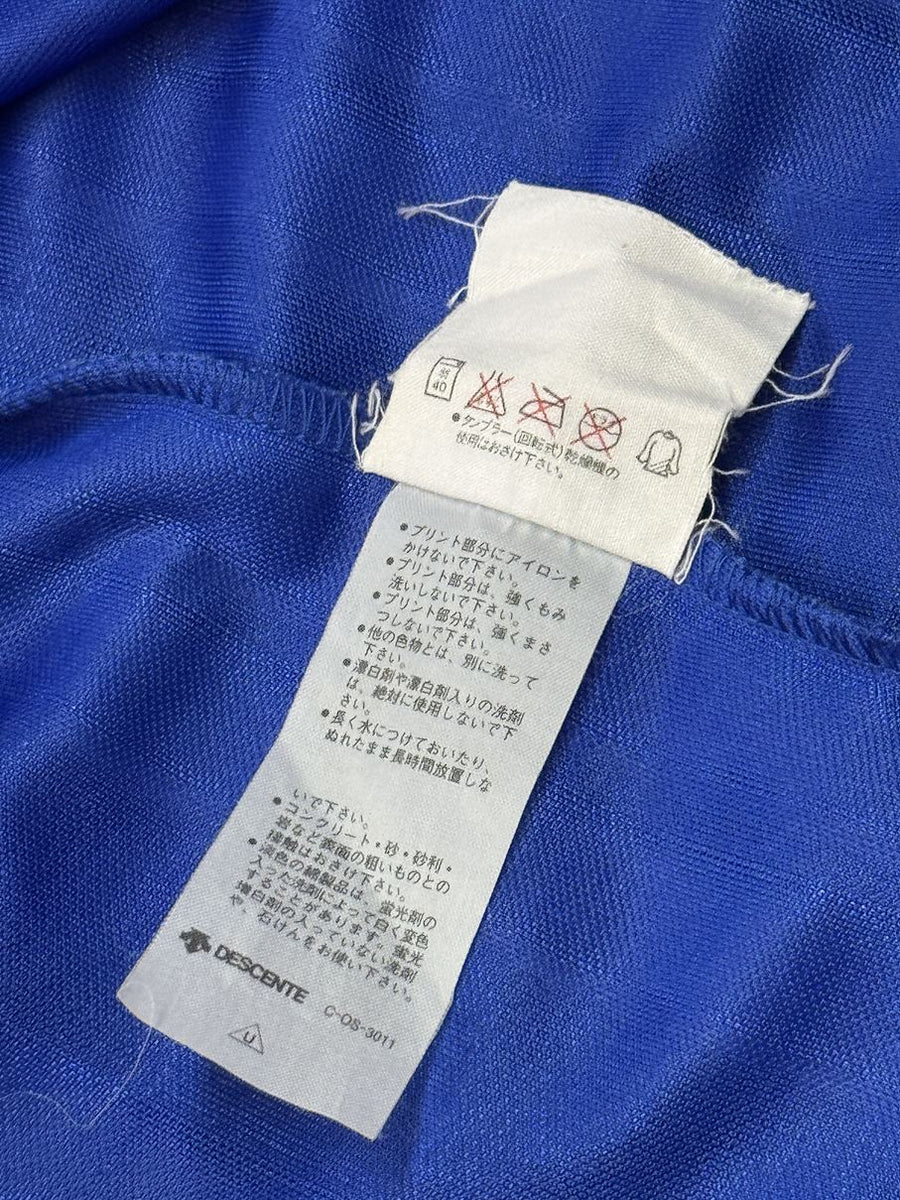 弱
40
●タンブラー(回転式)乾燥機の
使用はおさけ下さい。
●プリント部分にアイロンを
かけないで下さい。
●プリント部分は、強くもみ
洗いしないで下さい。
●プリント部分は、強くまさ
つしないで下さい。
●他の色物とは、別に洗って
下さい。
●漂白剤や漂白剤入りの洗剤
は、絶対に使用しないで下
さい。
●長く水につけておいたり、
ぬれたまま長時間放置しな
いで下さい。
●コンクリート・砂・砂利・
岩など表面の粗いものとの
接触はおさけ下さい。
●淡色の綿製品は、蛍光剤の
入った洗剤によって白く変色
することがあります。蛍光
増白剤の入っていない洗剤
や、石けんをお使い下さい。
DESCENTE
C-OS-3011
U